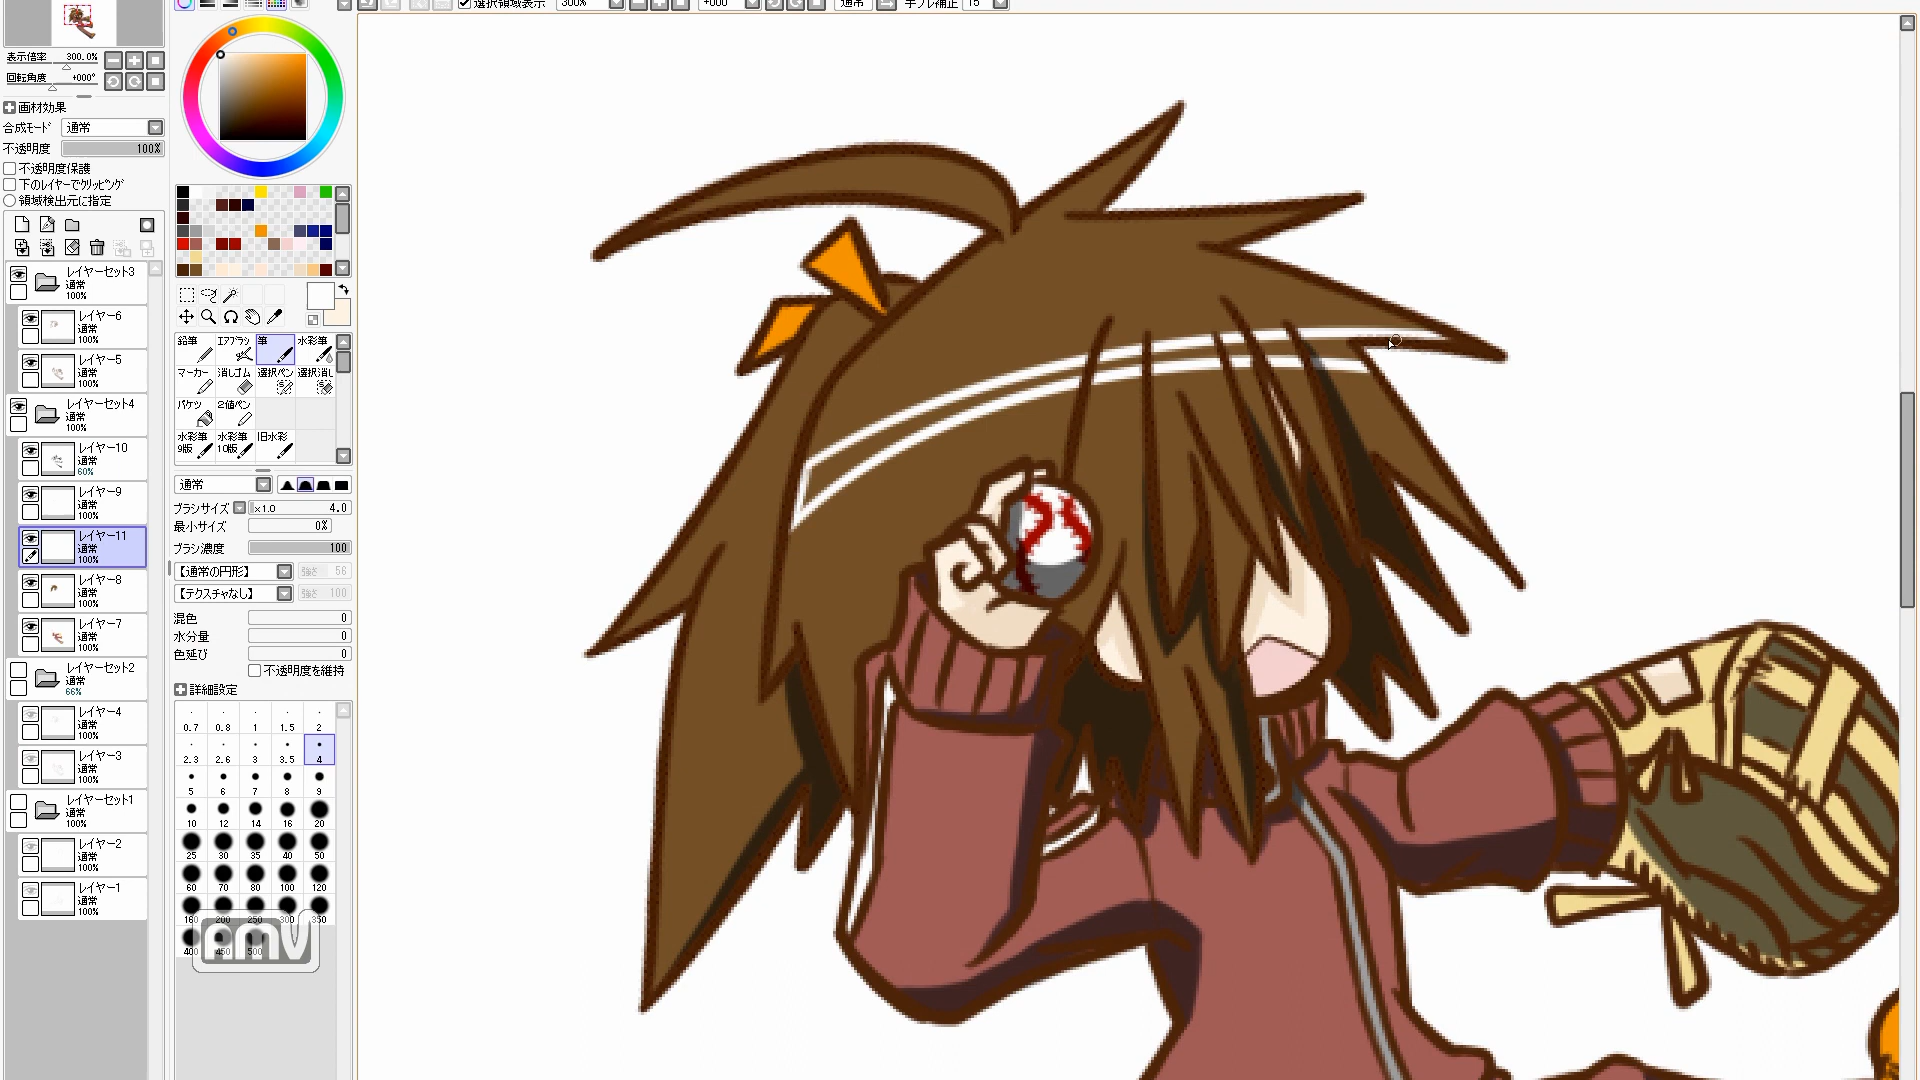 選択領域表示
300%
+000
通常
手ブレ補正 15
表示倍率 300.0%
回転角度 +000°
画材効果
合成ﾓｰﾄﾞ 通常
不透明度 100%
不透明度保護
下のﾚｲﾔｰでｸﾘｯﾋﾟﾝｸﾞ
領域検出元に指定
レイヤーセット3
通常
100%
レイヤー6
通常
100%
レイヤー5
通常
100%
レイヤーセット4
通常
100%
レイヤー10
通常
60%
レイヤー9
通常
100%
レイヤー11
通常
100%
レイヤー8
通常
100%
レイヤー7
通常
100%
レイヤーセット2
通常
66%
レイヤー4
通常
100%
レイヤー3
通常
100%
レイヤーセット1
通常
100%
レイヤー2
通常
100%
レイヤー1
通常
100%
鉛筆 ｴｱﾌﾞﾗｼ 筆 水彩筆
マーカー 消しゴム 選択ペン 選択消し
バケツ 2値ペン
水彩筆 水彩筆 旧水彩
9版 10版
通常
ブラシサイズ x1.0 4.0
最小サイズ 0%
ブラシ濃度 100
【通常の円形】 強さ 56
【テクスチャなし】 強さ 100
混色 0
水分量 0
色延び 0
不透明度を維持
詳細設定
0.7 0.8 1 1.5 2
2.3 2.6 3 3.5 4
5 6 7 8 9
10 12 14 16 20
25 30 35 40 50
60 70 80 100 120
160 200 250 300 350
400 450 500
AMV